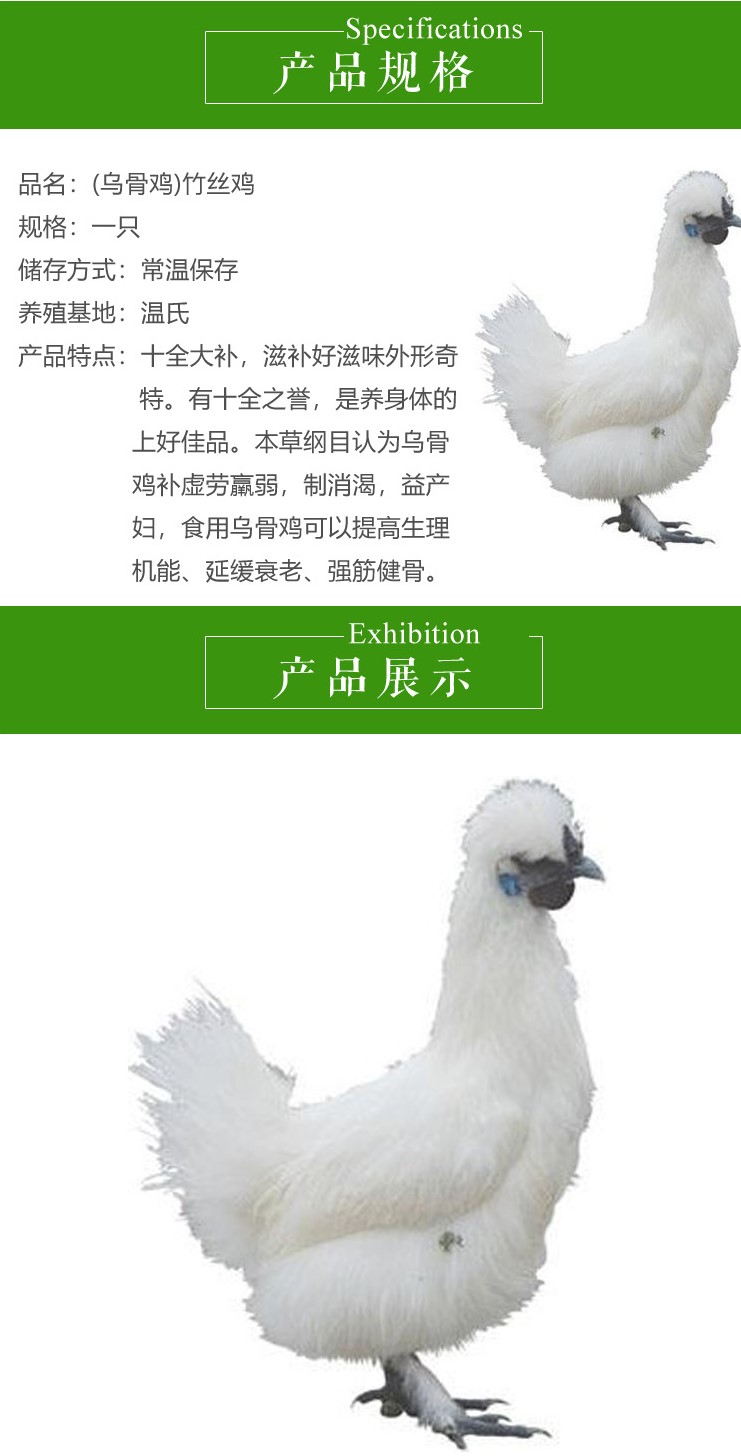 Specifications
产品规格
品名：(乌骨鸡)竹丝鸡
规格：一只
储存方式：常温保存
养殖基地：温氏
产品特点：十全大补，滋补好滋味外形奇
特。有十全之誉，是养身体的
上好佳品。本草纲目认为乌骨
鸡补虚劳羸弱，制消渴，益产
妇，食用乌骨鸡可以提高生理
机能、延缓衰老、强筋健骨。
Exhibition
产品展示